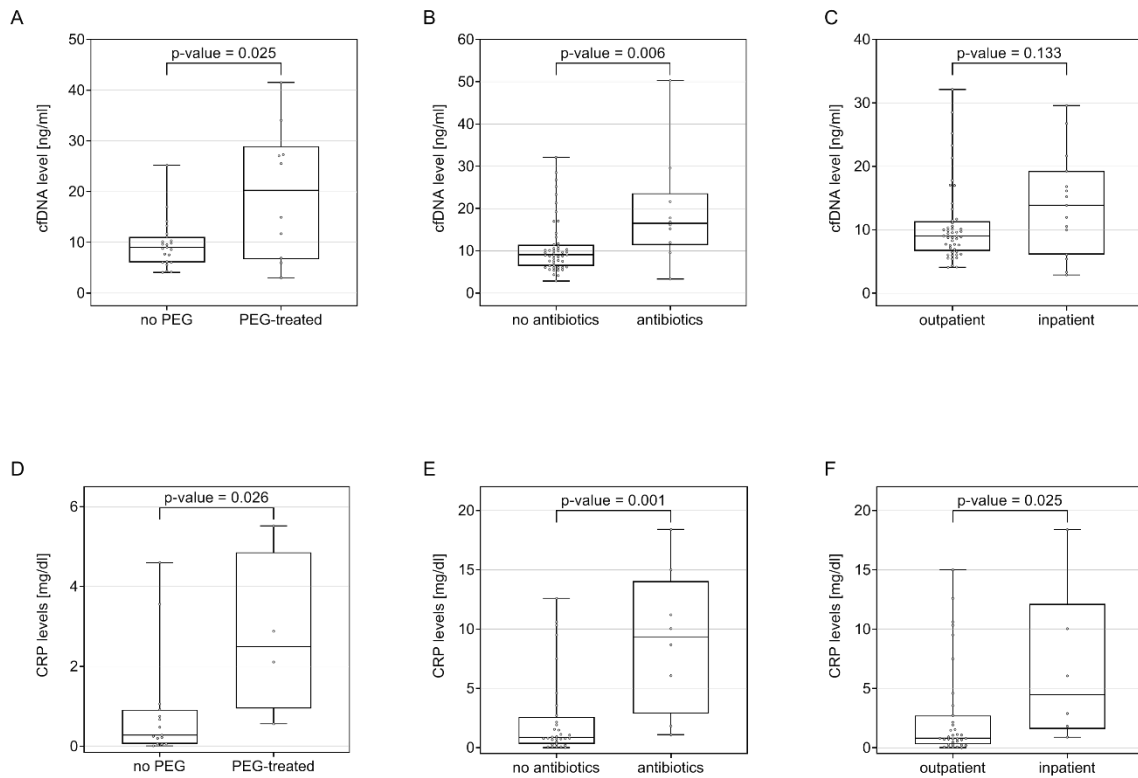 A
cfDNA level [ng/ml]
50
40
30
20
10
0
p-value = 0.025
no PEG
PEG-treated
B
cfDNA level [ng/ml]
60
50
40
30
20
10
0
p-value = 0.006
no antibiotics
antibiotics
C
cfDNA level [ng/ml]
40
30
20
10
0
p-value = 0.133
outpatient
inpatient
D
CRP levels [mg/dl]
6
4
2
0
p-value = 0.026
no PEG
PEG-treated
E
CRP levels [mg/dl]
20
15
10
5
0
p-value = 0.001
no antibiotics
antibiotics
F
CRP levels [mg/dl]
20
15
10
5
0
p-value = 0.025
outpatient
inpatient